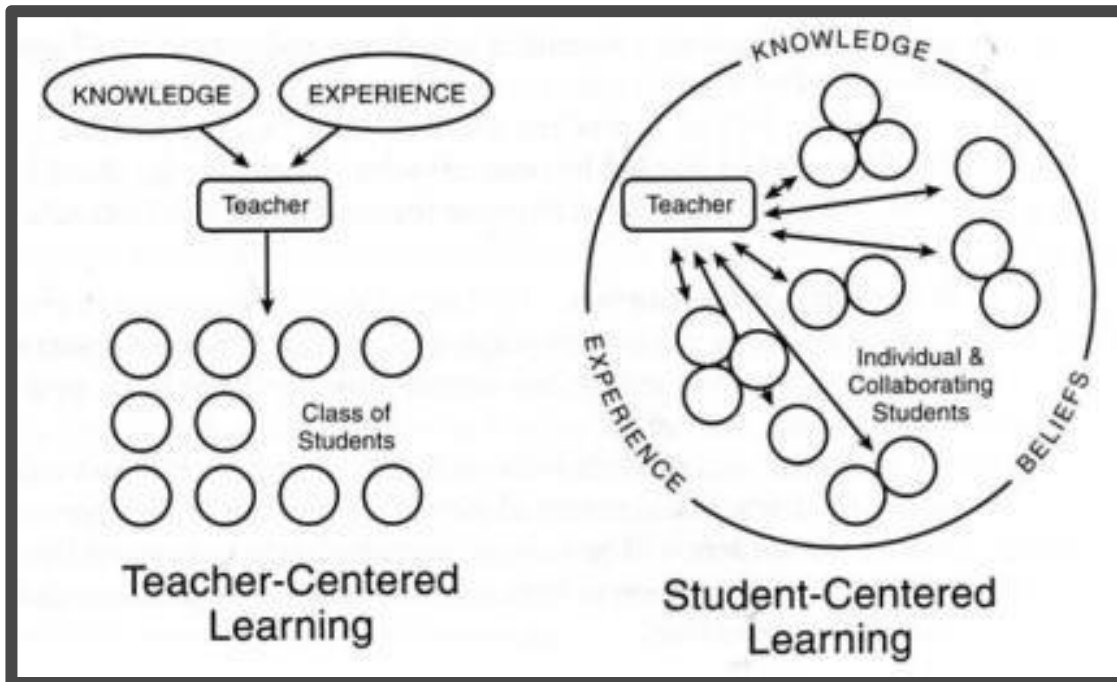 KNOWLEDGE
EXPERIENCE
Teacher
Class of
Students
Teacher-Centered
Learning
KNOWLEDGE
Teacher
EXPERIENCE
Individual &
Collaborating
Students
BELIEFS
Student-Centered
Learning